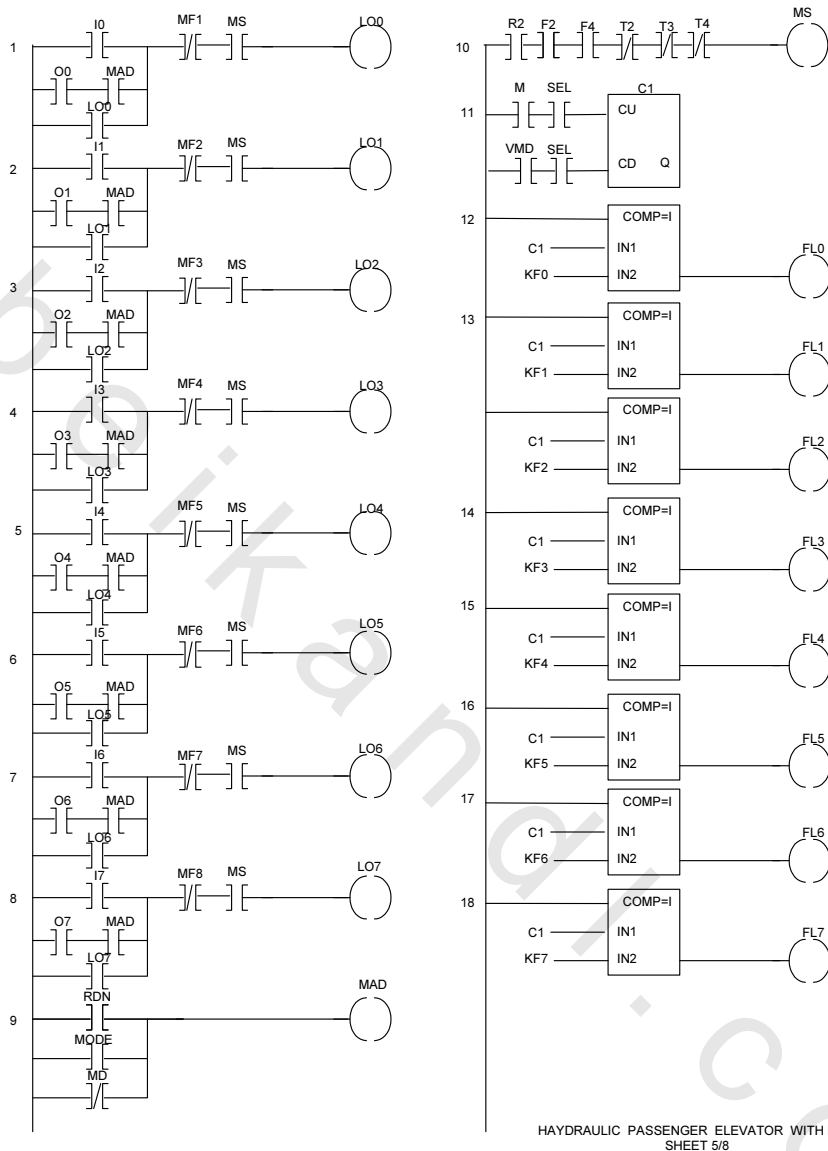 I0
MF1 MS LO0
1
O0 MAD
LO0
I1
MF2 MS LO1
2
O1 MAD
LO1
I2
MF3 MS LO2
3
O2 MAD
LO2
I3
MF4 MS LO3
4
O3 MAD
LO3
I4
MF5 MS LO4
5
O4 MAD
LO4
I5
MF6 MS LO5
6
O5 MAD
LO5
I6
MF7 MS LO6
7
O6 MAD
LO6
I7
MF8 MS LO7
8
O7 MAD
LO7
RDN
MAD
9
MODE
MD
MS
R2 F2 F4 T2 T3 T4
10
M SEL C1
11
CU
VMD SEL
CD Q
12
COMP=I
C1 IN1
KF0 IN2
FL0
13
COMP=I
C1 IN1
KF1 IN2
FL1
COMP=I
C1 IN1
KF2 IN2
FL2
14
COMP=I
C1 IN1
KF3 IN2
FL3
15
COMP=I
C1 IN1
KF4 IN2
FL4
16
COMP=I
C1 IN1
KF5 IN2
FL5
17
COMP=I
C1 IN1
KF6 IN2
FL6
18
COMP=I
C1 IN1
KF7 IN2
FL7
HAYDRAULIC PASSENGER ELEVATOR WITH
SHEET 5/8
beikandl.co